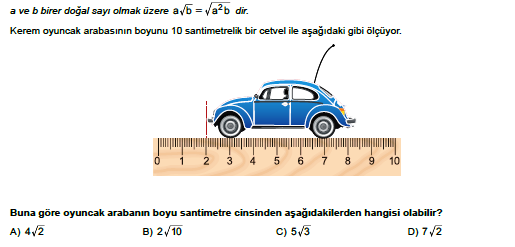 a ve b birer doğal sayı olmak üzere a√b = √a²b dir.
Kerem oyuncak arabasının boyunu 10 santimetrelik bir cetvel ile aşağıdaki gibi ölçüyor.
0 1 2 3 4 5 6 7 8 9 10
Buna göre oyuncak arabanın boyu santimetre cinsinden aşağıdakilerden hangisi olabilir?
A) 4√2 B) 2√10 C) 5√3 D) 7√2